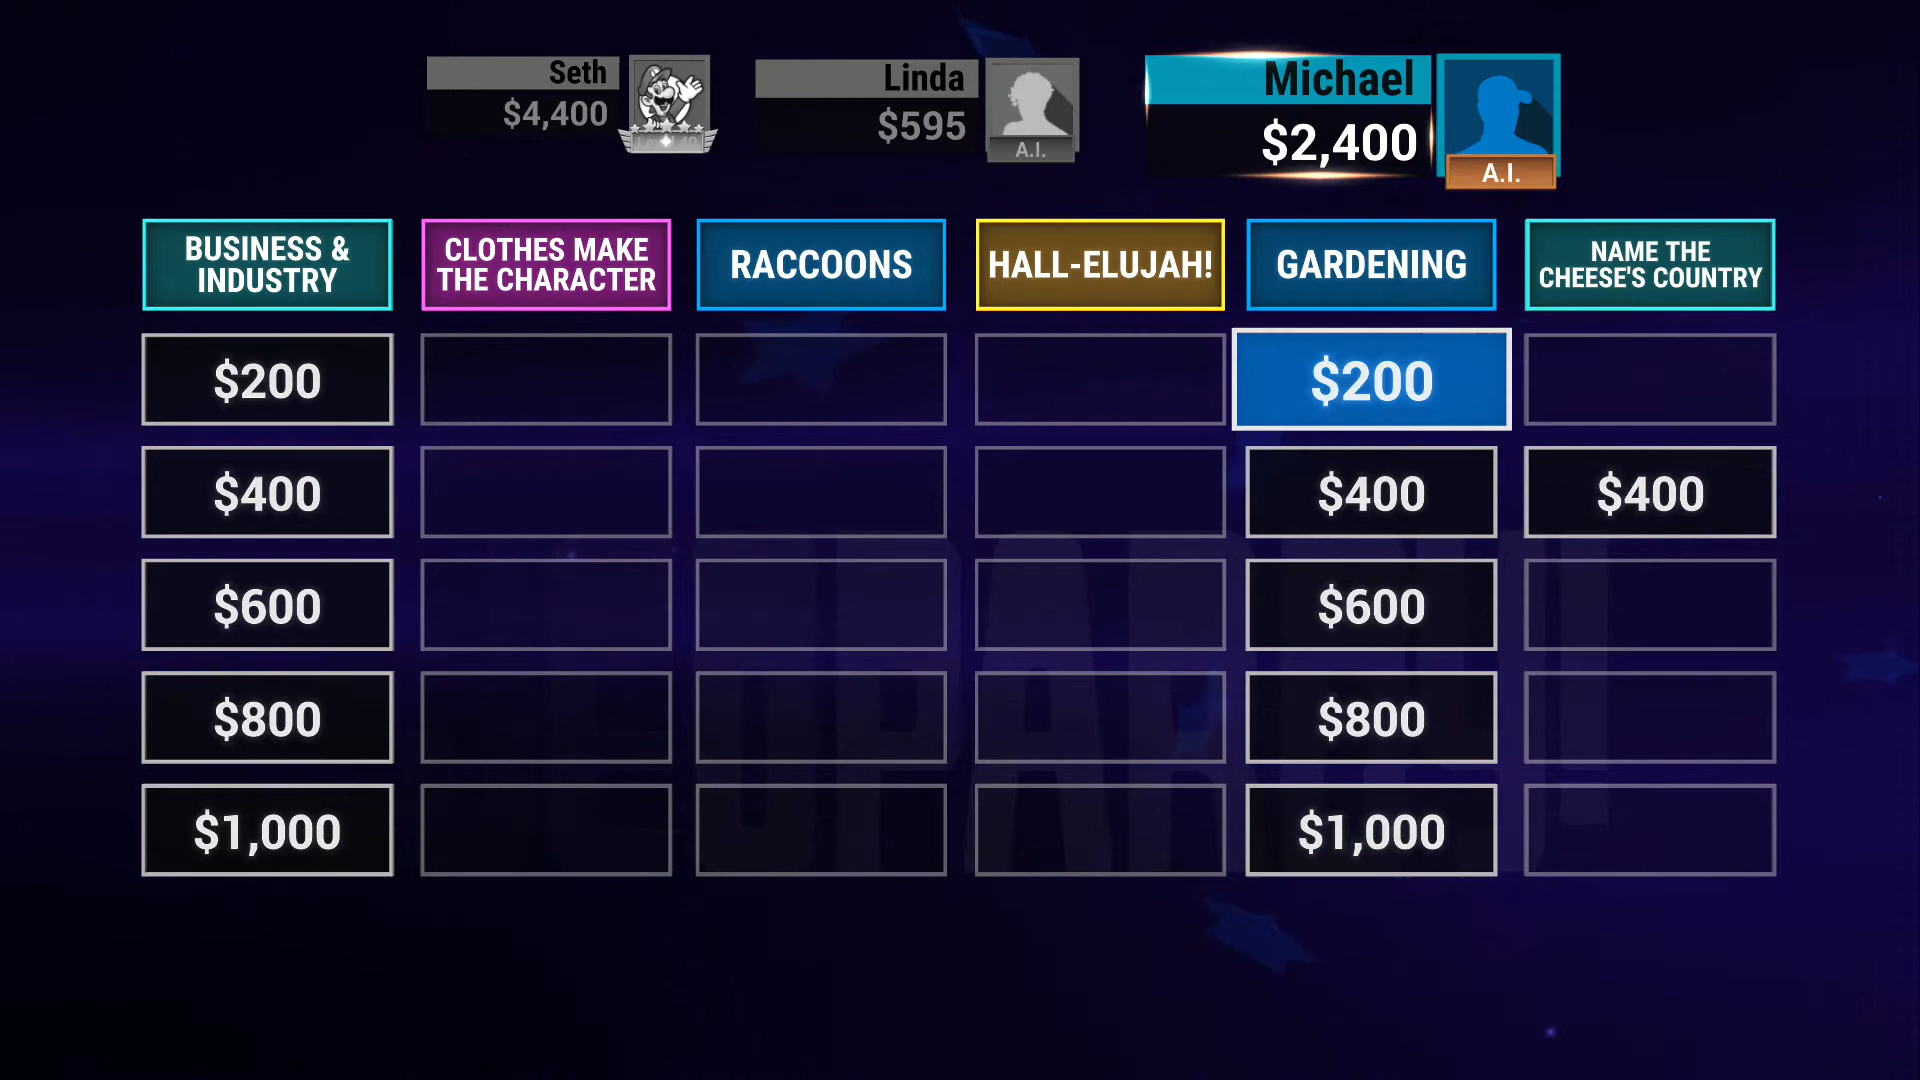 Seth
$4,400
Linda
$595
A.I.
Michael
$2,400
A.I.
BUSINESS &
INDUSTRY
CLOTHES MAKE
THE CHARACTER
RACCOONS
HALL-ELUJAH!
GARDENING
NAME THE
CHEESE'S COUNTRY
$200
$200
$400
$400
$400
$600
$600
$800
$800
$1,000
$1,000